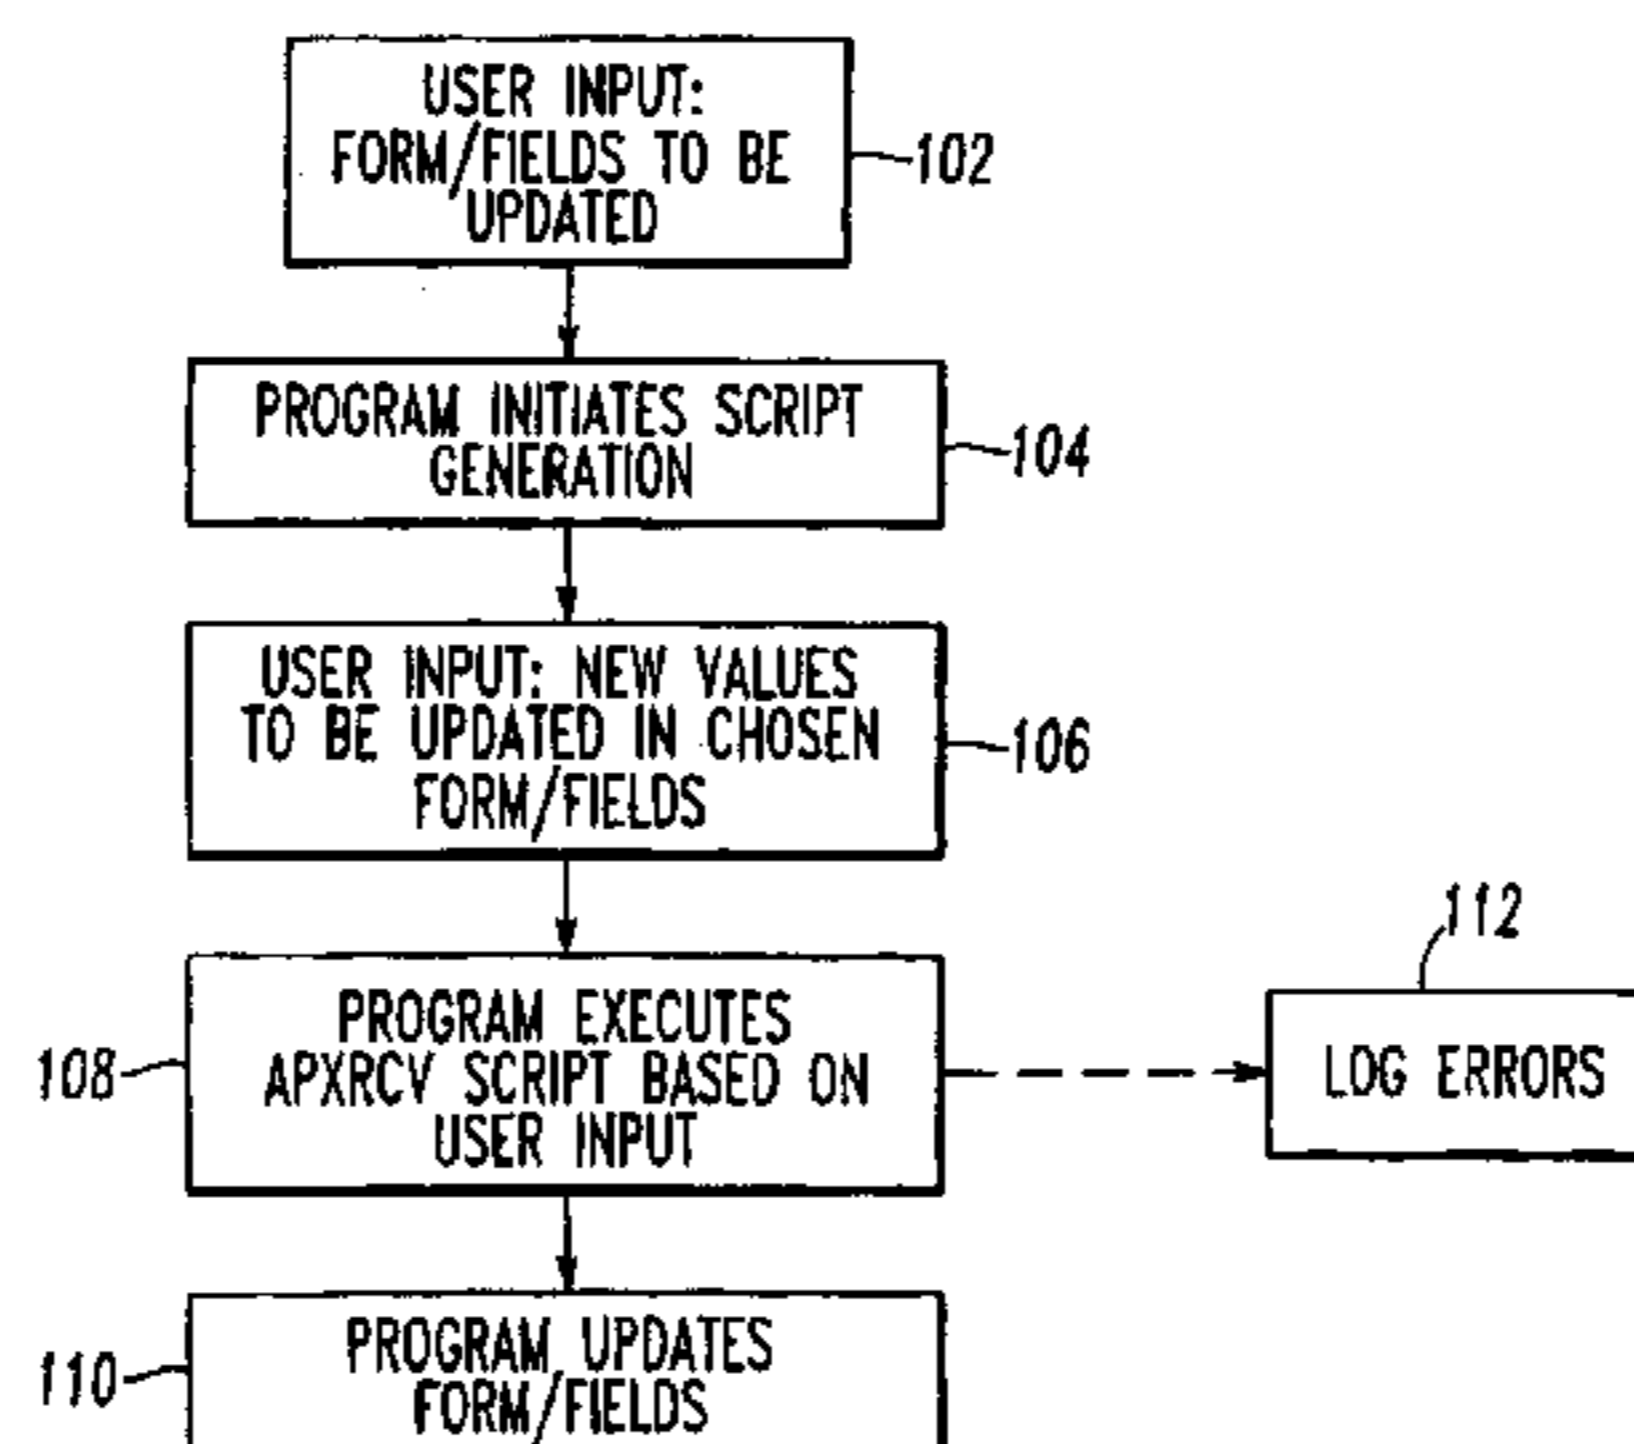 USER INPUT:
FORM/FIELDS TO BE
UPDATED
102
PROGRAM INITIATES SCRIPT
GENERATION
104
USER INPUT: NEW VALUES
TO BE UPDATED IN CHOSEN
FORM/FIELDS
106
108
PROGRAM EXECUTES
APXRCV SCRIPT BASED ON
USER INPUT
112
LOG ERRORS
110
PROGRAM UPDATES
FORM/FIELDS